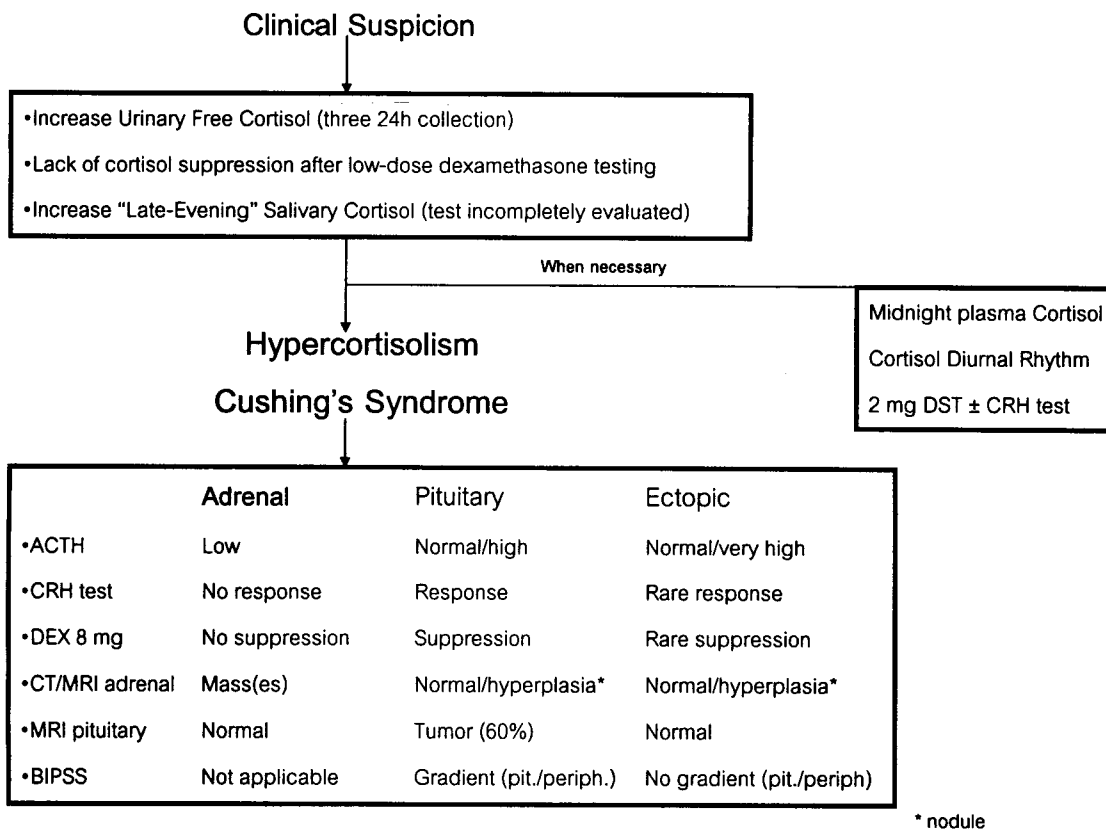 Clinical Suspicion
•Increase Urinary Free Cortisol (three 24h collection)
•Lack of cortisol suppression after low-dose dexamethasone testing
•Increase "Late-Evening" Salivary Cortisol (test incompletely evaluated)
When necessary
Midnight plasma Cortisol
Cortisol Diurnal Rhythm
2 mg DST ± CRH test
Hypercortisolism
Cushing's Syndrome
Adrenal Pituitary Ectopic
•ACTH Low Normal/high Normal/very high
•CRH test No response Response Rare response
•DEX 8 mg No suppression Suppression Rare suppression
•CT/MRI adrenal Mass(es) Normal/hyperplasia* Normal/hyperplasia*
•MRI pituitary Normal Tumor (60%) Normal
•BIPSS Not applicable Gradient (pit./periph.) No gradient (pit./periph)
* nodule